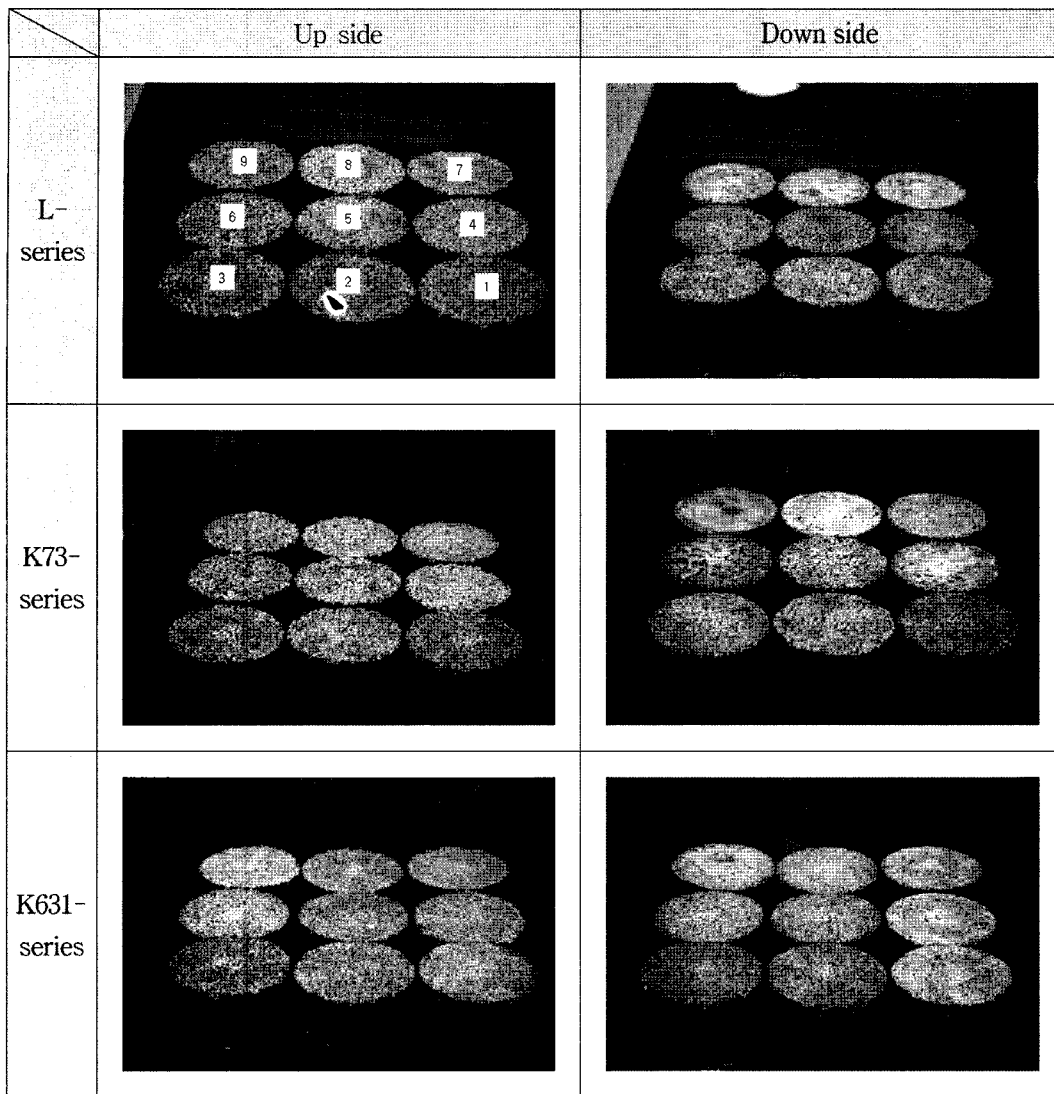 Up side
Down side
L-
series
9 8 7
6 5 4
3 2 1
K73-
series
K631-
series